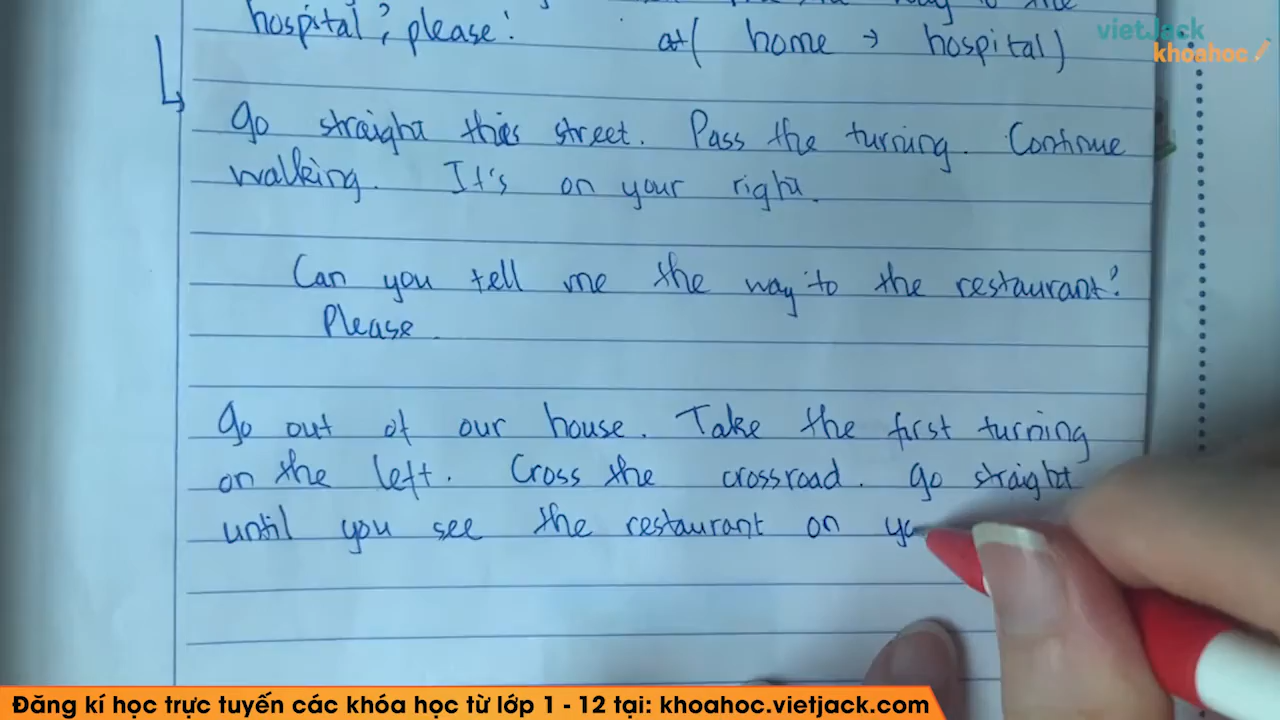 way to the
hospital, please?
at ( home → hospital )
vietJack
khoahoc
Go straight this street. Pass the turning. Continue
walking. It's on your right.
Can you tell me the way to the restaurant?
Please.
Go out of our house. Take the first turning
on the left. Cross the crossroad. Go straight
until you see the restaurant on yo
Đăng kí học trực tuyến các khóa học từ lớp 1 - 12 tại: khoahoc.vietjack.com